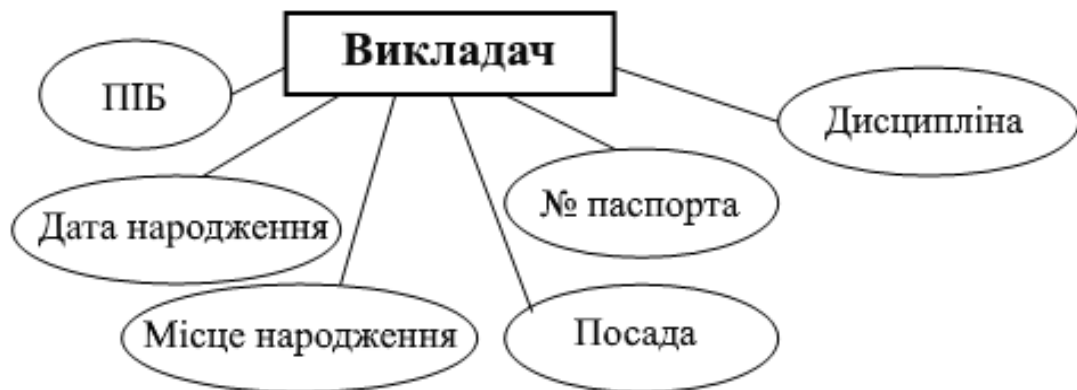 Викладач
ПІБ
Дисципліна
№ паспорта
Дата народження
Місце народження
Посада